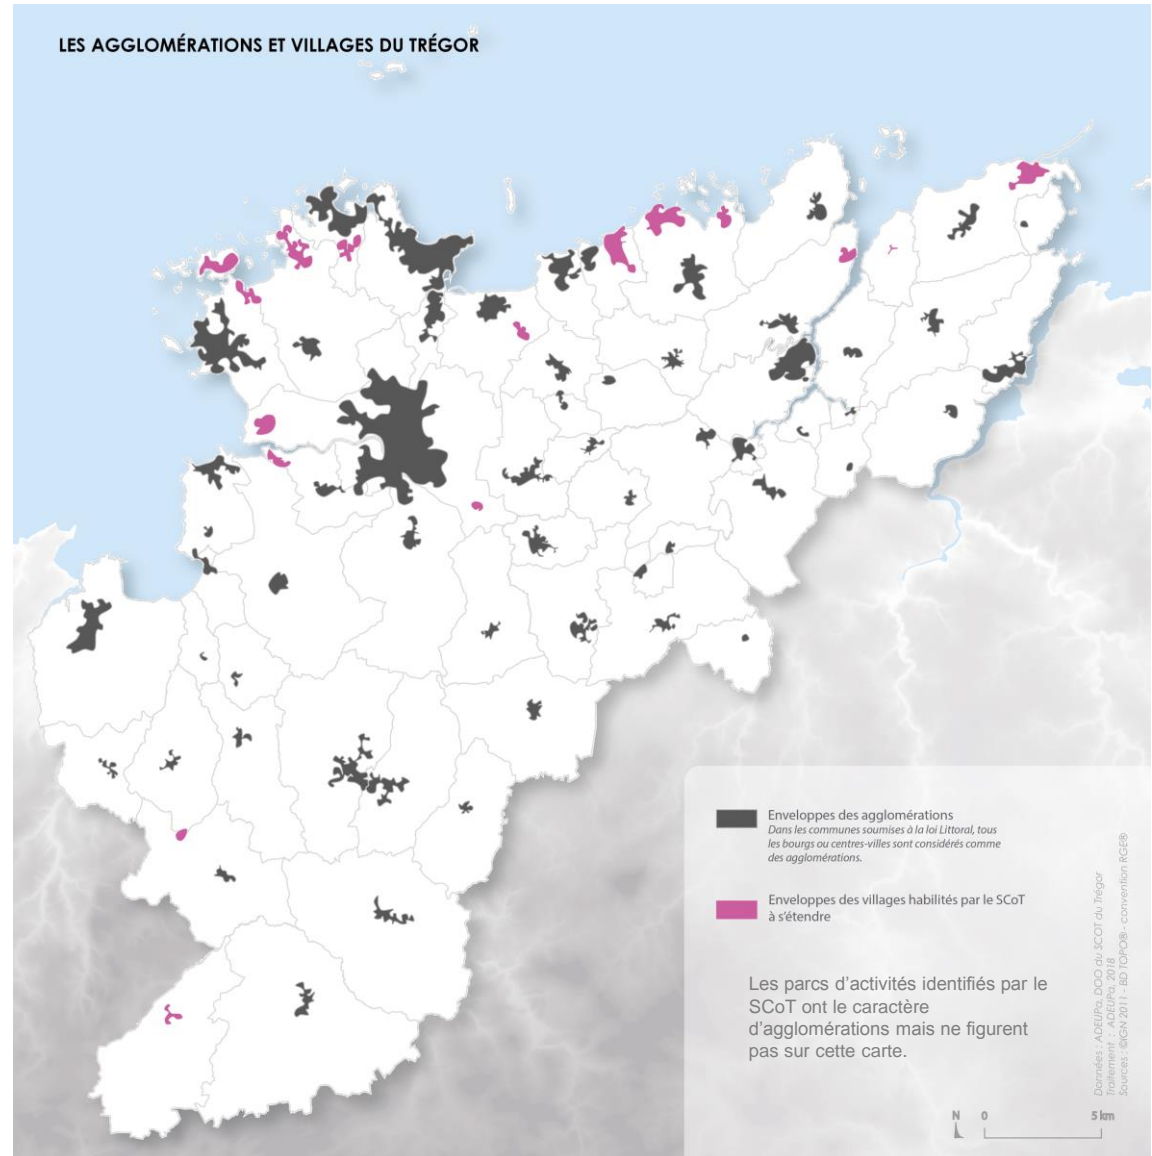 LES AGGLOMÉRATIONS ET VILLAGES DU TRÉGOR
Enveloppes des agglomérations
Dans les communes soumises à la loi Littoral, tous
les bourgs ou centres-villes sont considérés comme
des agglomérations.
Enveloppes des villages habilités par le SCoT
à s'étendre
Les parcs d'activités identifiés par le
SCoT ont le caractère
d'agglomérations mais ne figurent
pas sur cette carte.
Données : ADEUPa, DOO du SCOT du Trégor
Traitement : ADEUPa, 2018
Sources : ©IGN 2011 - BD TOPO® - convention RGE®
N 0 5 km